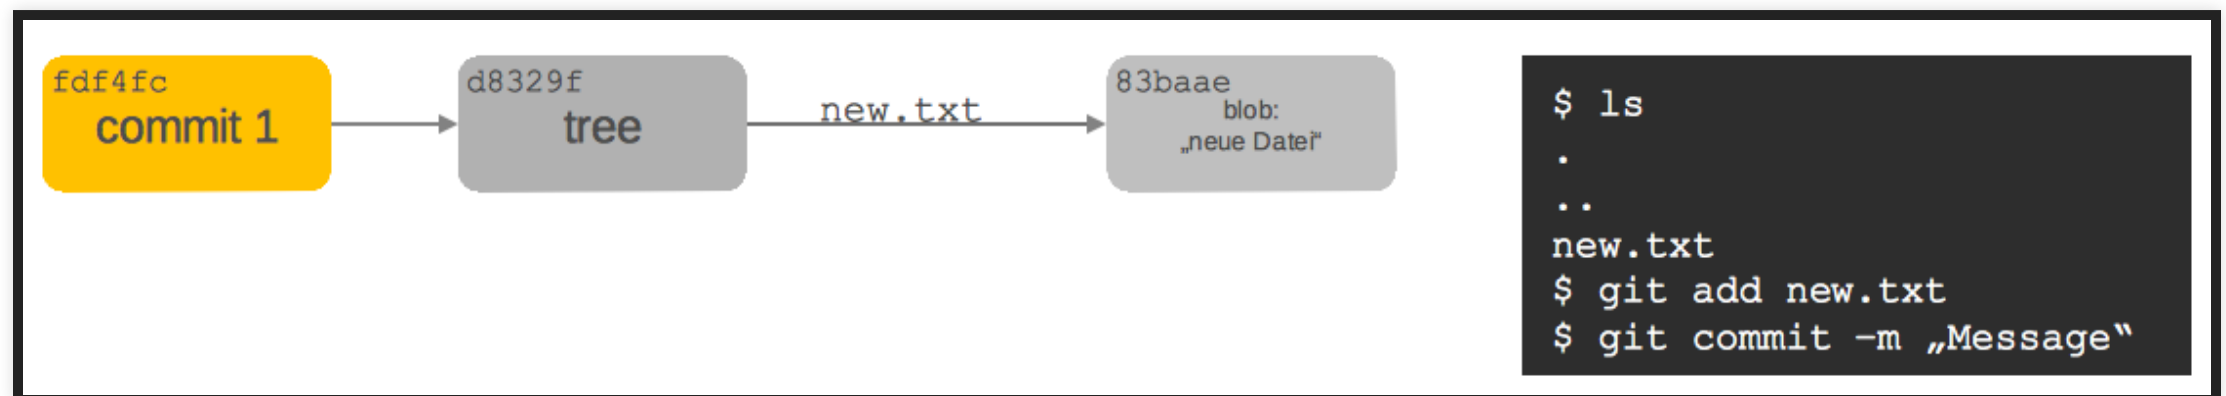 fdf4fc
commit 1
d8329f
tree
new.txt
83baae
blob:
„neue Datei“
$ ls
.
..
new.txt
$ git add new.txt
$ git commit –m „Message“